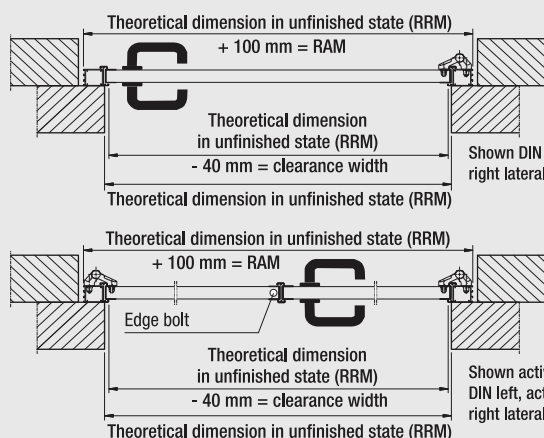 Theoretical dimension in unfinished state (RRM)
+ 100 mm = RAM
Theoretical dimension
in unfinished state (RRM)
- 40 mm = clearance width
Theoretical dimension in unfinished state (RRM)
Shown DIN
right lateral
Theoretical dimension in unfinished state (RRM)
+ 100 mm = RAM
Edge bolt
Theoretical dimension
in unfinished state (RRM)
- 40 mm = clearance width
Theoretical dimension in unfinished state (RRM)
Shown activ
DIN left, act
right lateral